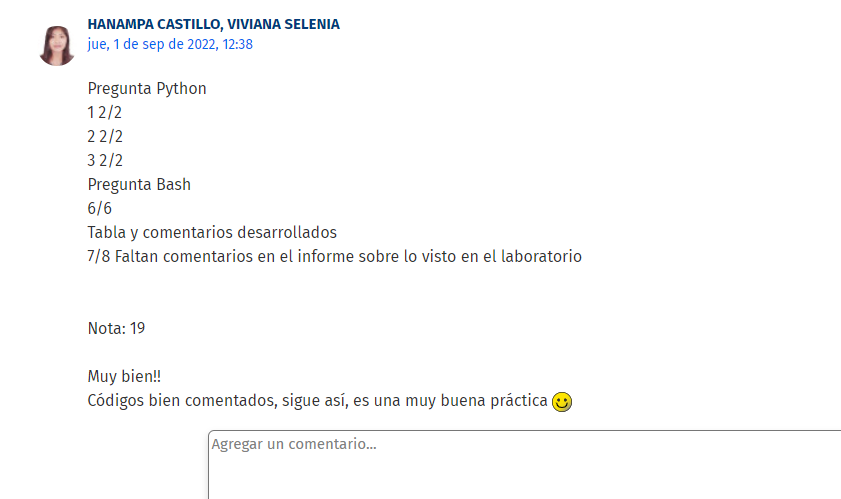 HANAMPA CASTILLO, VIVIANA SELENIA
jue, 1 de sep de 2022, 12:38
Pregunta Python
1 2/2
2 2/2
3 2/2
Pregunta Bash
6/6
Tabla y comentarios desarrollados
7/8 Faltan comentarios en el informe sobre lo visto en el laboratorio
Nota: 19
Muy bien!!
Códigos bien comentados, sigue así, es una muy buena práctica
Agregar un comentario...